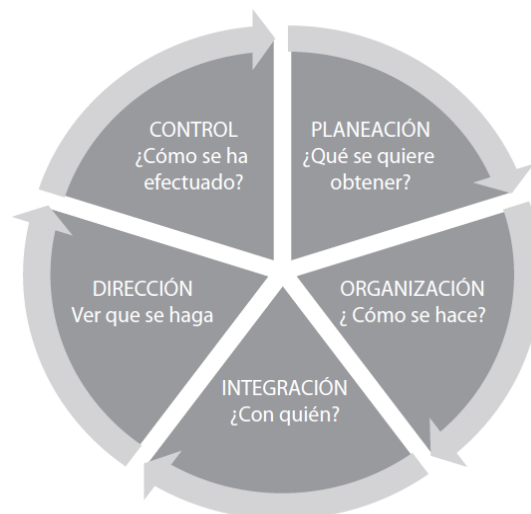 CONTROL
¿Cómo se ha
efectuado?
PLANEACIÓN
¿Qué se quiere
obtener?
ORGANIZACIÓN
¿ Cómo se hace?
INTEGRACIÓN
¿Con quién?
DIRECCIÓN
Ver que se haga